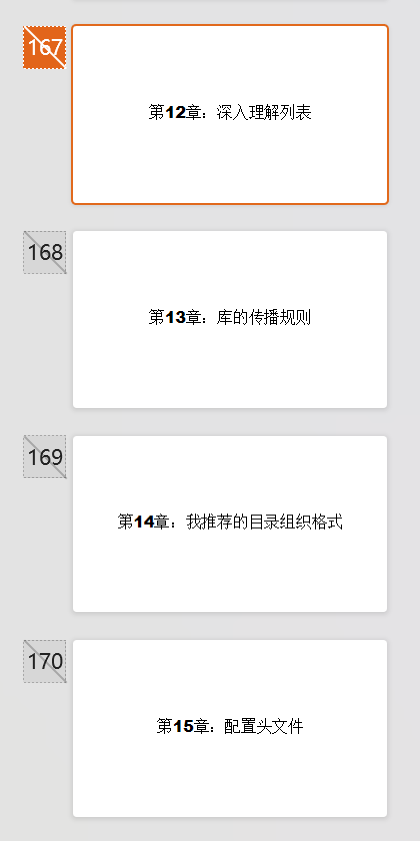 167
第12章：深入理解列表
168
第13章：库的传播规则
169
第14章：我推荐的目录组织格式
170
第15章：配置头文件